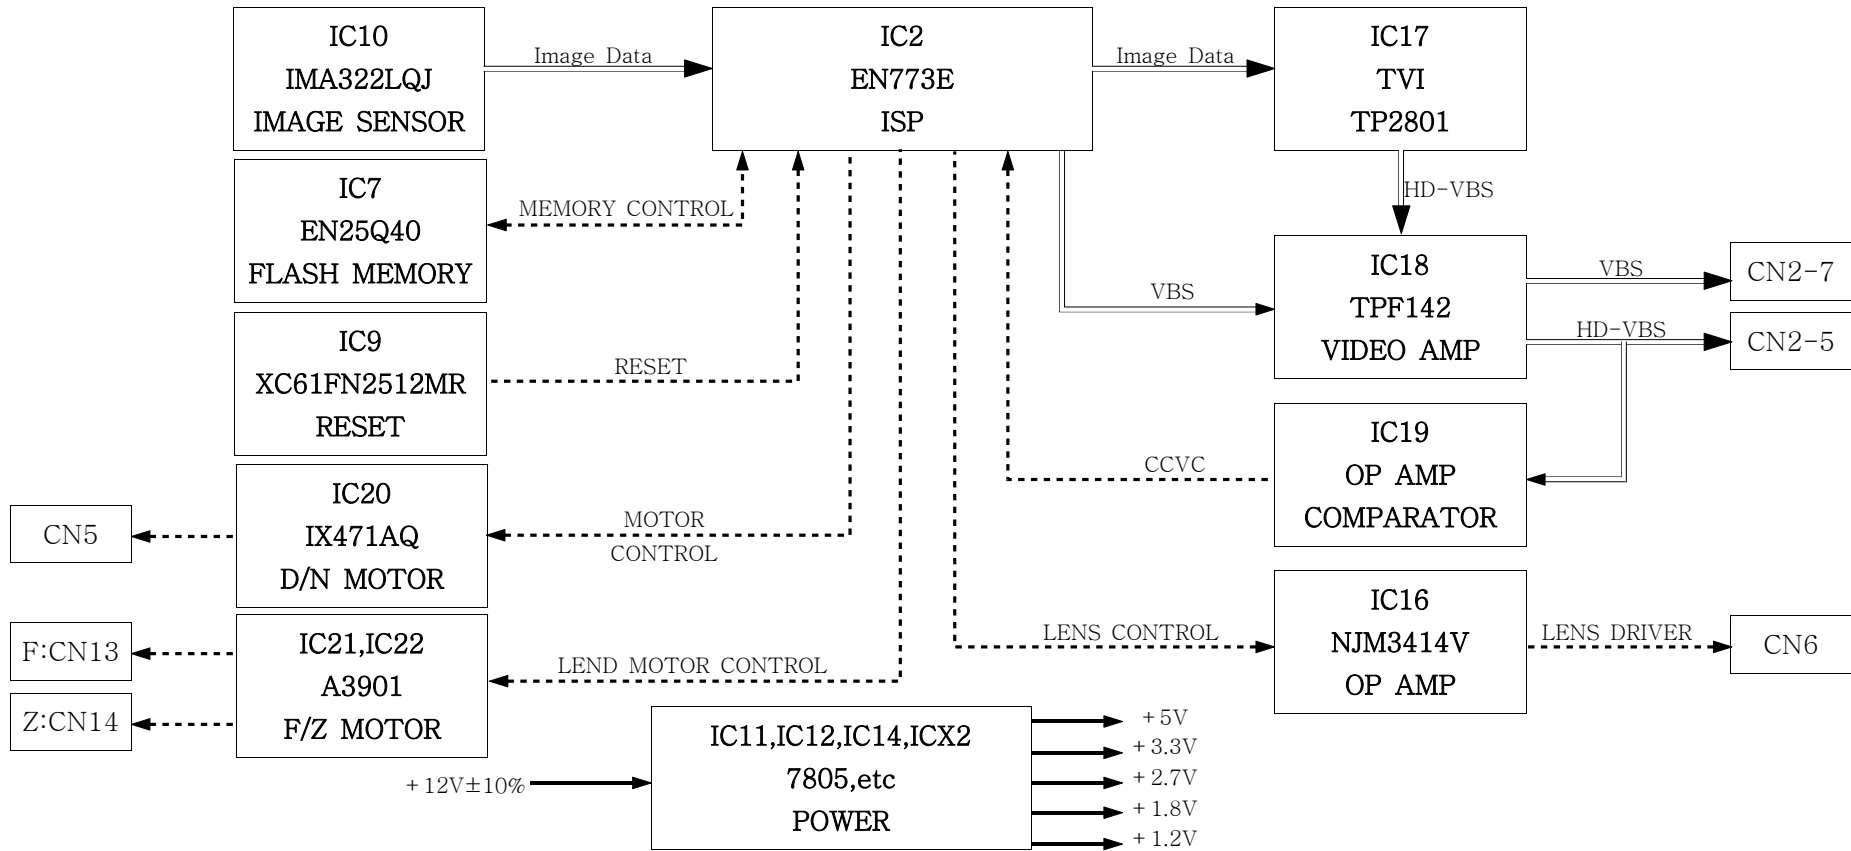 IC10
IMA322LQJ
IMAGE SENSOR
Image Data
IC2
EN773E
ISP
Image Data
IC17
TVI
TP2801
IC7
EN25Q40
FLASH MEMORY
MEMORY CONTROL
HD-VBS
IC18
TPF142
VIDEO AMP
VBS
VBS
CN2-7
HD-VBS
CN2-5
IC9
XC61FN2512MR
RESET
RESET
IC19
OP AMP
COMPARATOR
CCVC
IC20
IX471AQ
D/N MOTOR
CN5
MOTOR
CONTROL
IC16
NJM3414V
OP AMP
LENS CONTROL
LENS DRIVER
CN6
IC21,IC22
A3901
F/Z MOTOR
F:CN13
Z:CN14
LEND MOTOR CONTROL
IC11,IC12,IC14,ICX2
7805,etc
POWER
+12V±10%
+5V
+3.3V
+2.7V
+1.8V
+1.2V